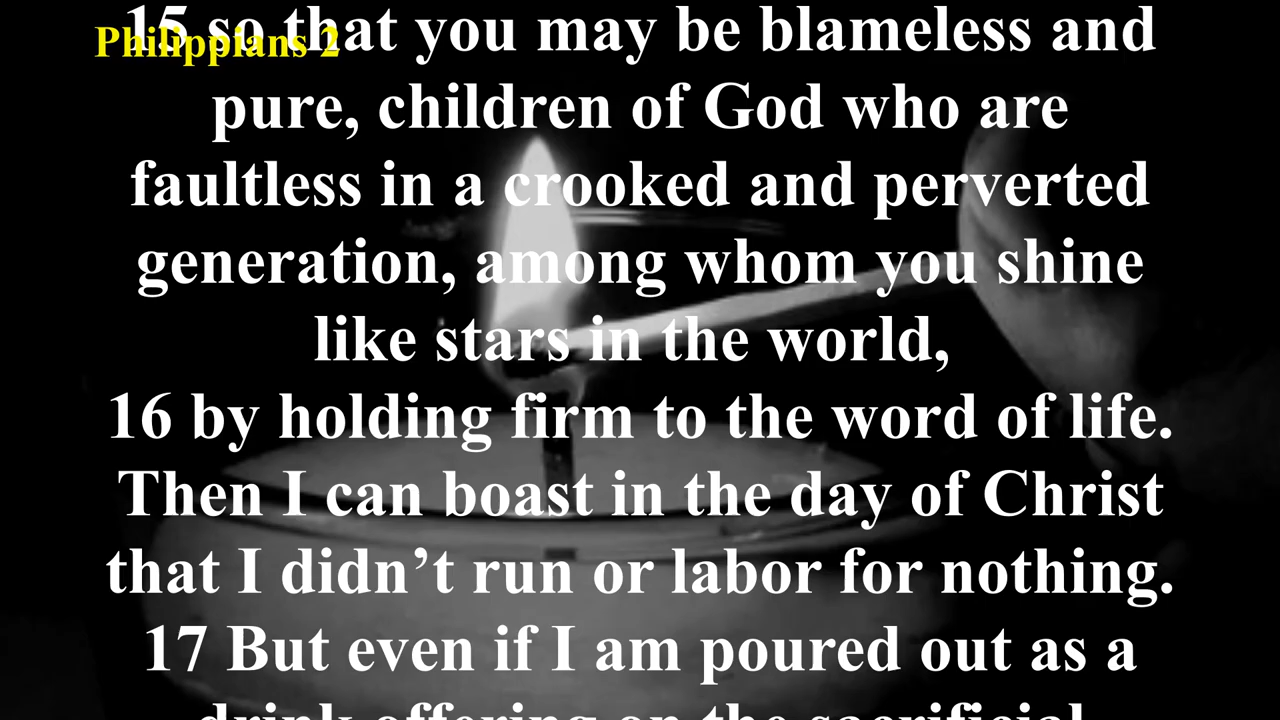 Philippians 2
15 so that you may be blameless and
pure, children of God who are
faultless in a crooked and perverted
generation, among whom you shine
like stars in the world,
16 by holding firm to the word of life.
Then I can boast in the day of Christ
that I didn’t run or labor for nothing.
17 But even if I am poured out as a
drink offering on the sacrificial